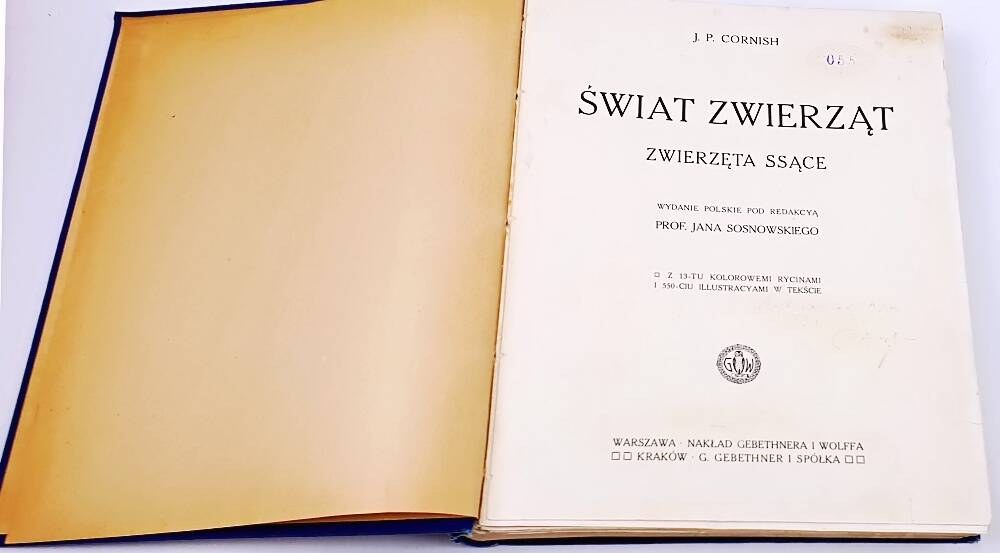 J. P. CORNISH
055
ŚWIAT ZWIERZĄT
ZWIERZĘTA SSĄCE
WYDANIE POLSKIE POD REDAKCYĄ
PROF. JANA SOSNOWSKIEGO
□ Z 13-TU KOLOROWEMI RYCINAMI
I 550-CIU ILLUSTRACYAMI W TEKŚCIE
G W
WARSZAWA · NAKŁAD GEBETHNERA I WOLFFA
□ □ KRAKÓW · G. GEBETHNER I SPÓŁKA □ □